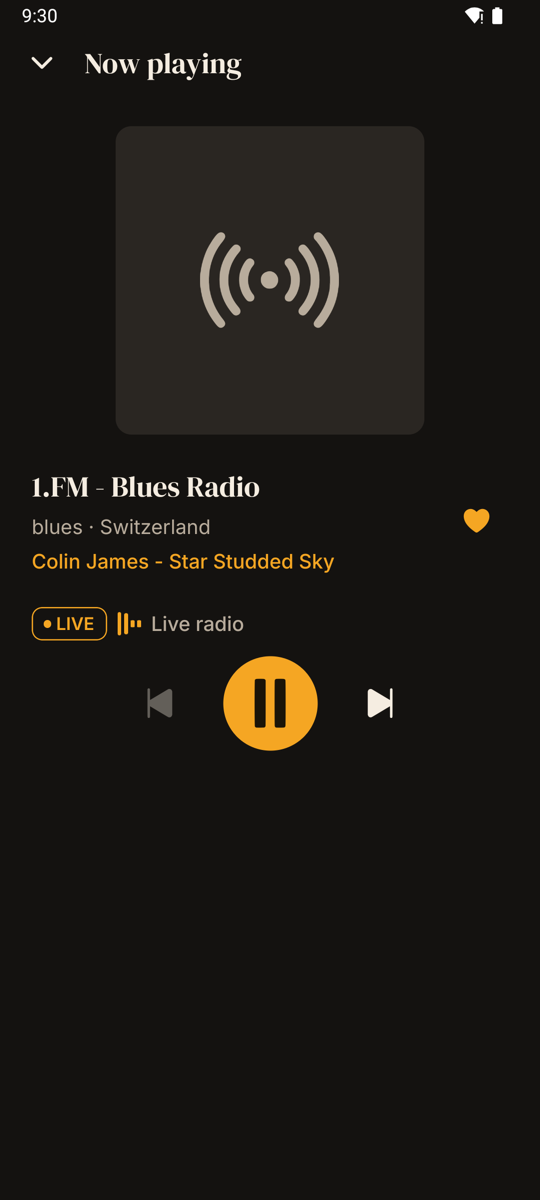 9:30
Now playing
1.FM - Blues Radio
blues · Switzerland
Colin James - Star Studded Sky
LIVE
Live radio